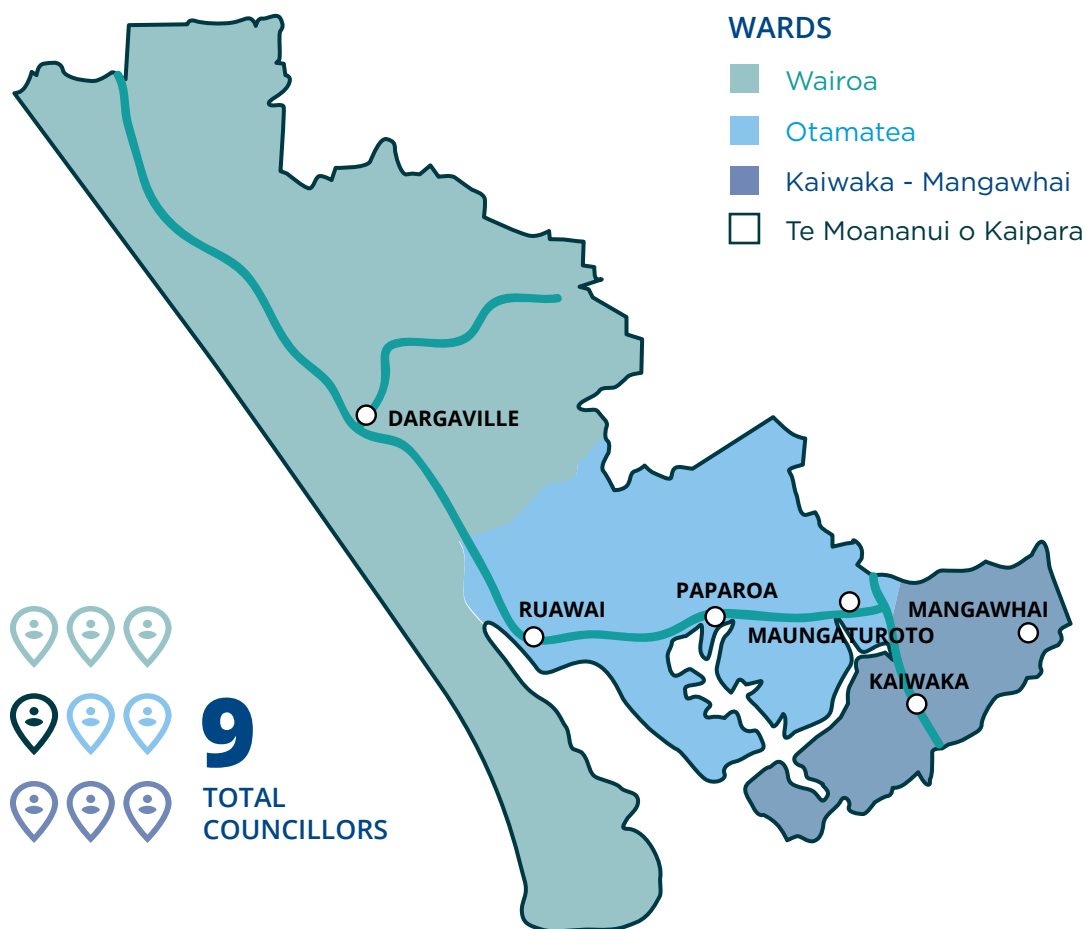 WARDS
Wairoa
Otamatea
Kaiwaka - Mangawhai
Te Moananui o Kaipara
DARGAVILLE
PAPAROA
RUAWAI
MANGAWHAI
MAUNGATUROTO
KAIWAKA
9
TOTAL
COUNCILLORS